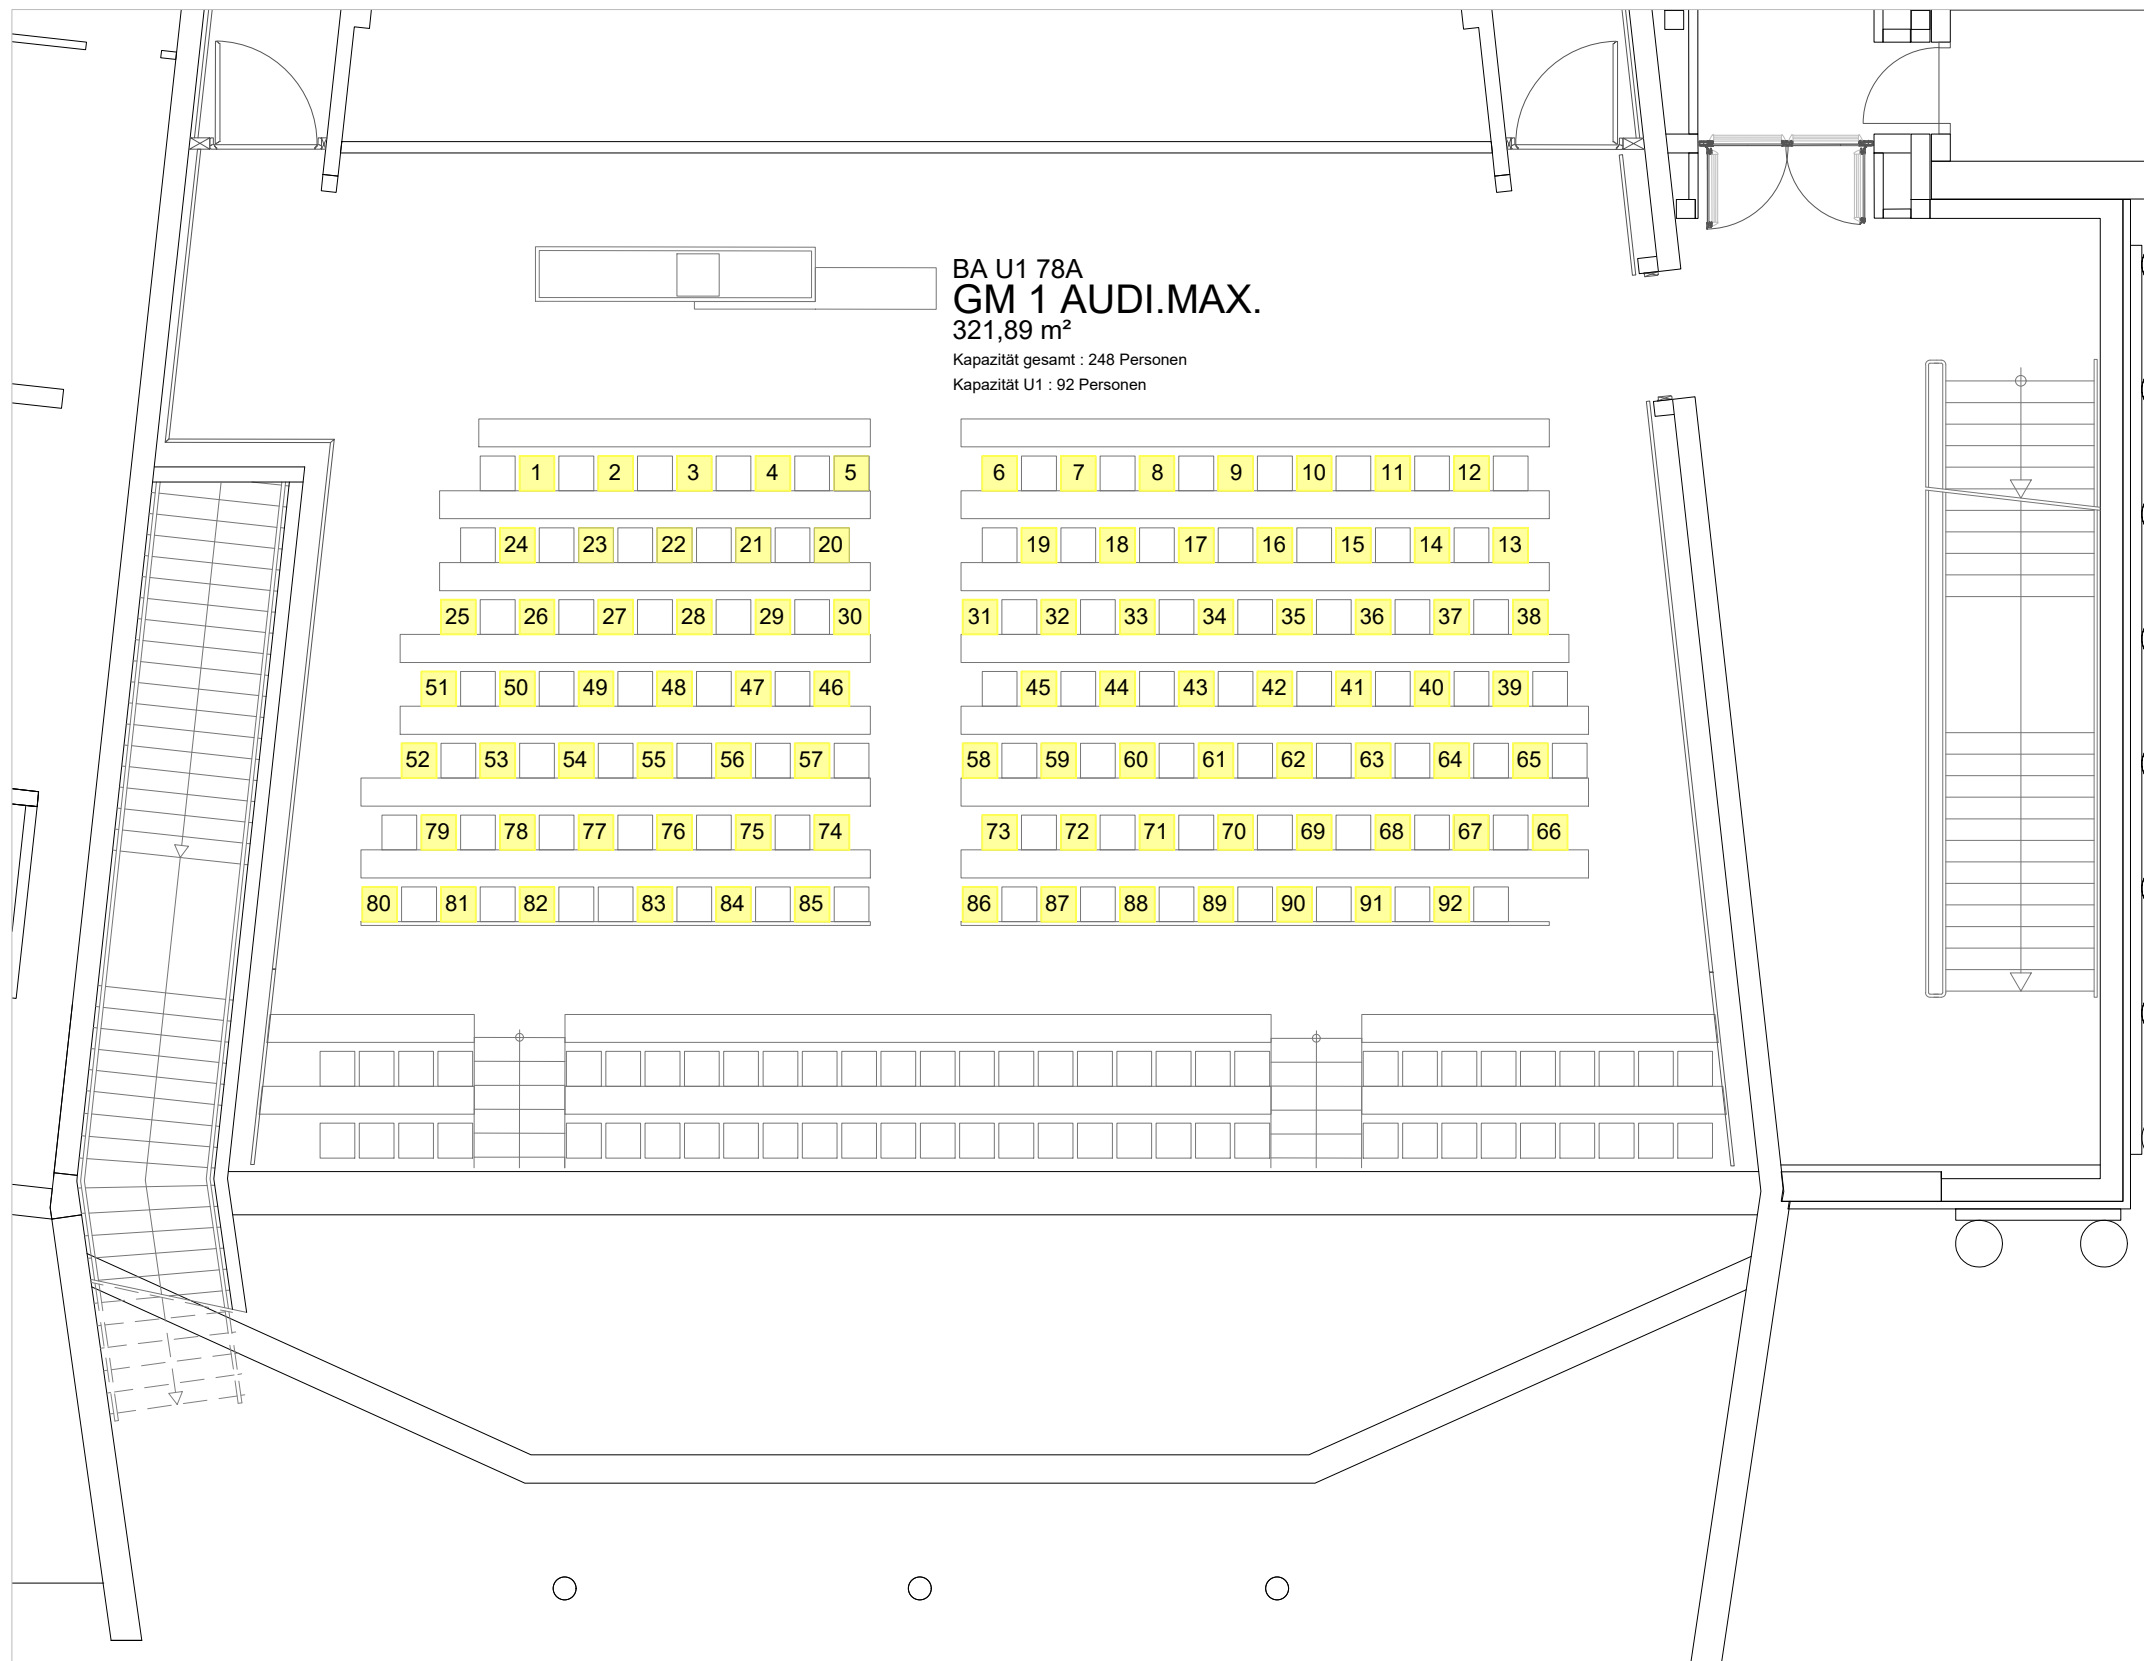 BA U1 78A
GM 1 AUDI.MAX.
321,89 m²
Kapazität gesamt : 248 Personen
Kapazität U1 : 92 Personen
1 2 3 4 5 6 7 8 9 10 11 12
24 23 22 21 20 19 18 17 16 15 14 13
25 26 27 28 29 30 31 32 33 34 35 36 37 38
51 50 49 48 47 46 45 44 43 42 41 40 39
52 53 54 55 56 57 58 59 60 61 62 63 64 65
79 78 77 76 75 74 73 72 71 70 69 68 67 66
80 81 82 83 84 85 86 87 88 89 90 91 92